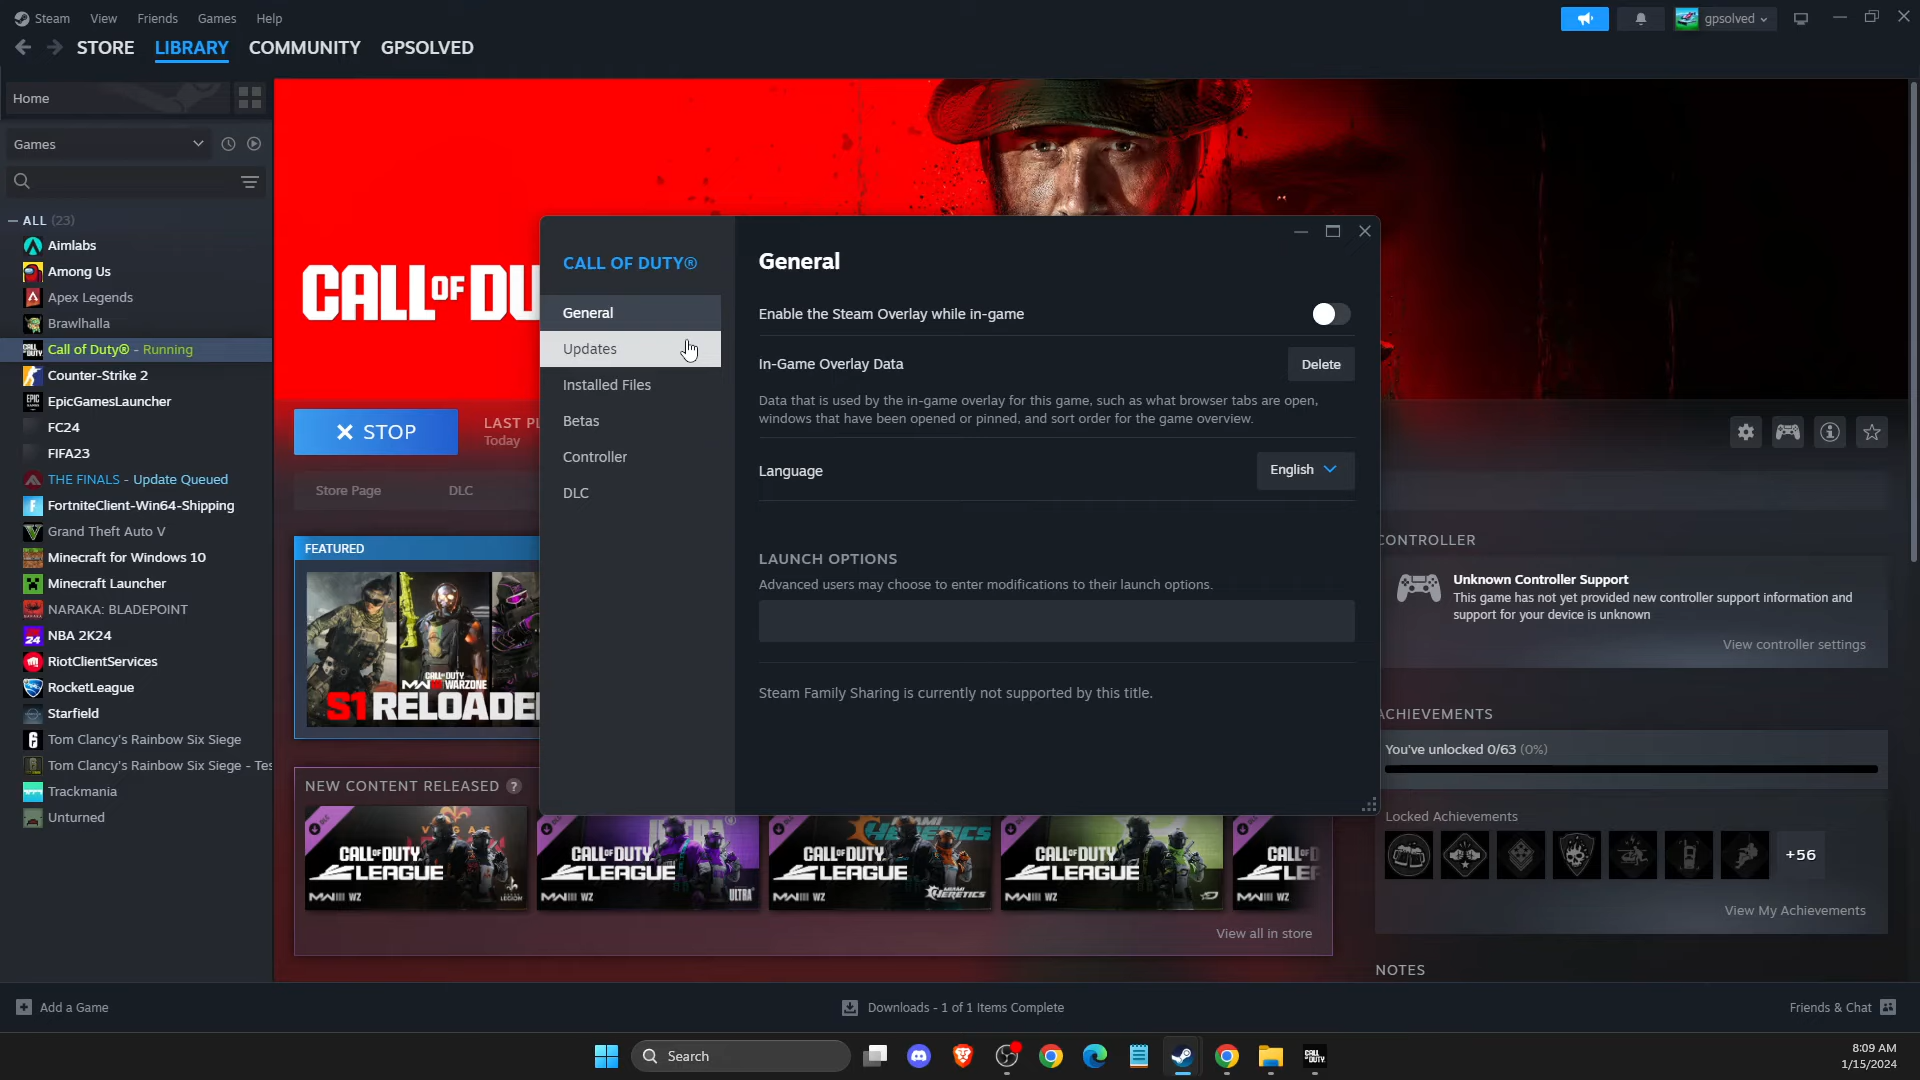 Steam View Friends Games Help
gpsolved
STORE LIBRARY COMMUNITY GPSOLVED
Home
Games
ALL (23)
Aimlabs
Among Us
Apex Legends
Brawlhalla
Call of Duty® - Running
Counter-Strike 2
EpicGamesLauncher
FC24
FIFA23
THE FINALS - Update Queued
FortniteClient-Win64-Shipping
Grand Theft Auto V
Minecraft for Windows 10
Minecraft Launcher
NARAKA: BLADEPOINT
NBA 2K24
RiotClientServices
RocketLeague
Starfield
Tom Clancy's Rainbow Six Siege
Tom Clancy's Rainbow Six Siege - Tes
Trackmania
Unturned
CALL OF DU
STOP
LAST PL
Today
Store Page DLC
FEATURED
CALL OF DUTY
MWIII WARZONE
S1 RELOADE
NEW CONTENT RELEASED ?
CALL OF DUTY LEAGUE
MWIII WZ
LEGION
CALL OF DUTY LEAGUE
MWIII WZ
ULTRA
MIAMI HERETICS
CALL OF DUTY LEAGUE
MWIII WZ
HERETICS
CALL OF DUTY LEAGUE
MWIII WZ
CALL OF D
LEAG
MWIII WZ
View all in store
CALL OF DUTY®
General
Updates
Installed Files
Betas
Controller
DLC
General
Enable the Steam Overlay while in-game
In-Game Overlay Data
Delete
Data that is used by the in-game overlay for this game, such as what browser tabs are open,
windows that have been opened or pinned, and sort order for the game overview.
Language
English
LAUNCH OPTIONS
Advanced users may choose to enter modifications to their launch options.
Steam Family Sharing is currently not supported by this title.
CONTROLLER
Unknown Controller Support
This game has not yet provided new controller support information and
support for your device is unknown
View controller settings
ACHIEVEMENTS
You've unlocked 0/63 (0%)
Locked Achievements
+56
View My Achievements
NOTES
Add a Game
Downloads - 1 of 1 Items Complete
Friends & Chat
Search
8:09 AM
1/15/2024